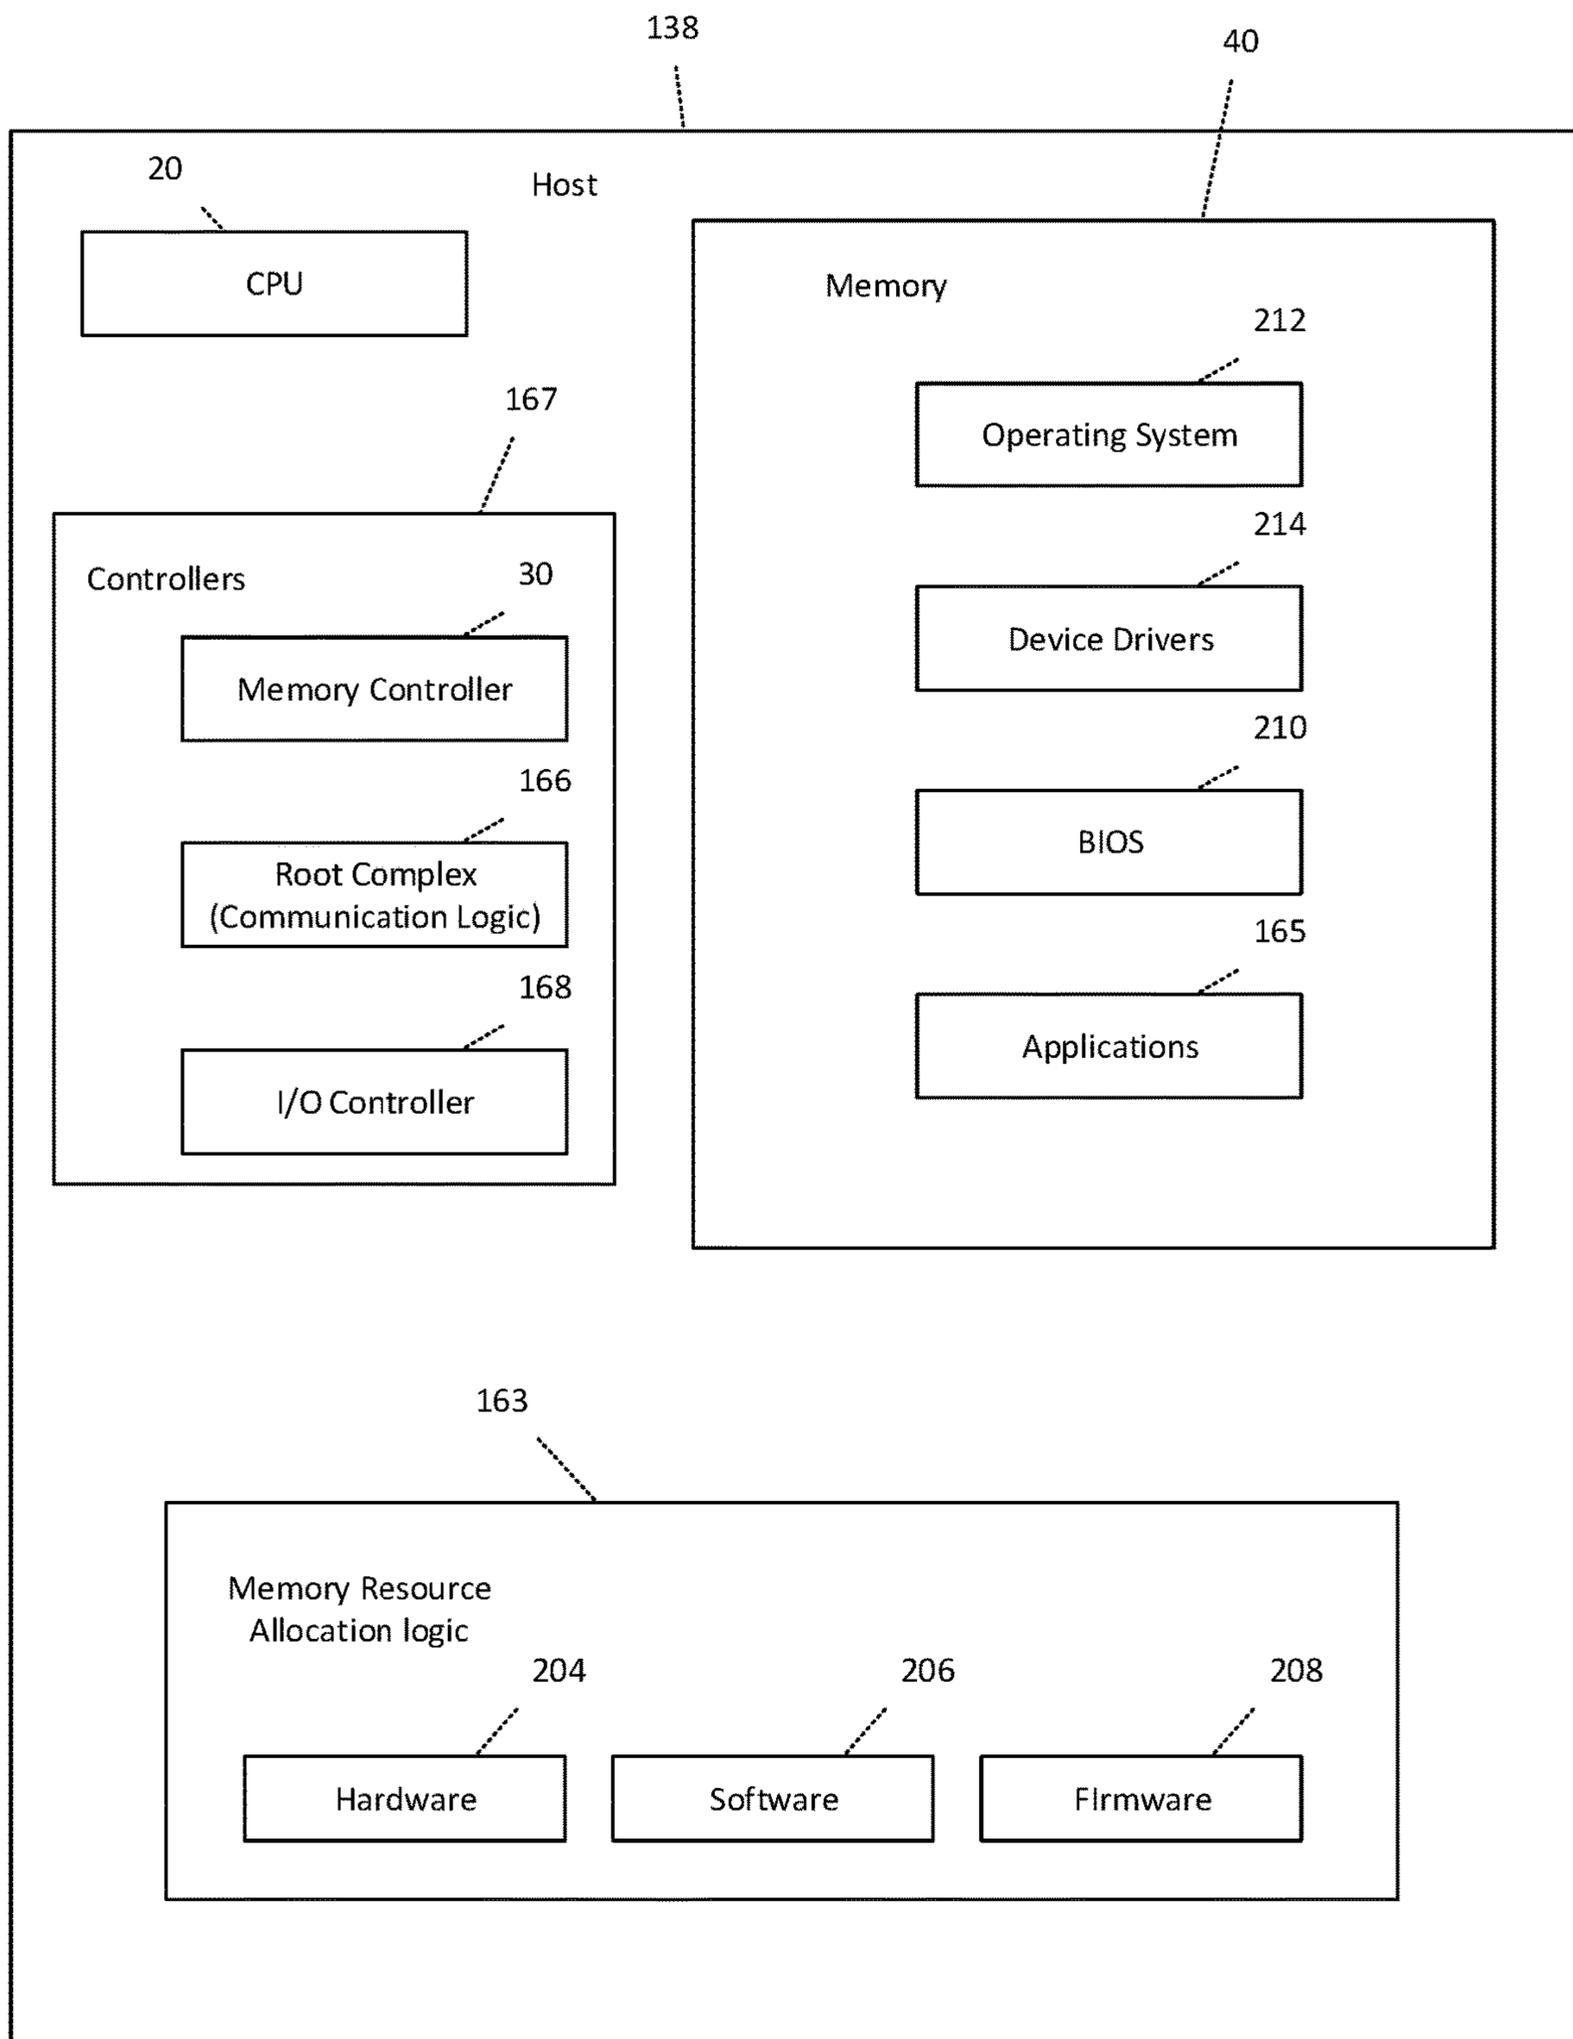 138
40
20
Host
CPU
Memory
212
167
Operating System
214
Controllers
30
Device Drivers
Memory Controller
210
166
BIOS
Root Complex
(Communication Logic)
165
168
Applications
I/O Controller
163
Memory Resource
Allocation logic
204
206
208
Hardware
Software
FIrmware